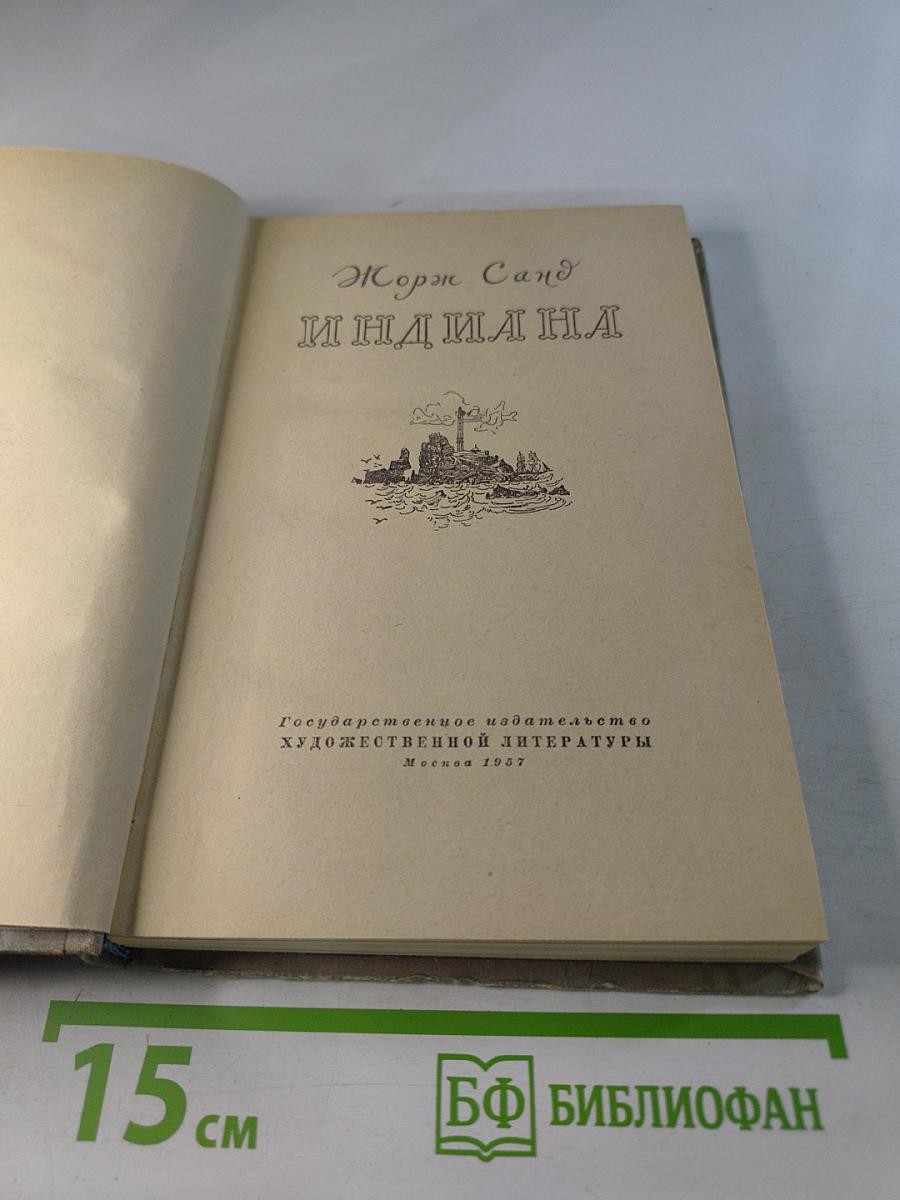 Жорж Санд
ИНДИАНА
Государственное издательство
ХУДОЖЕСТВЕННОЙ ЛИТЕРАТУРЫ
Москва 1957
15 см
БФ БИБЛИОФАН